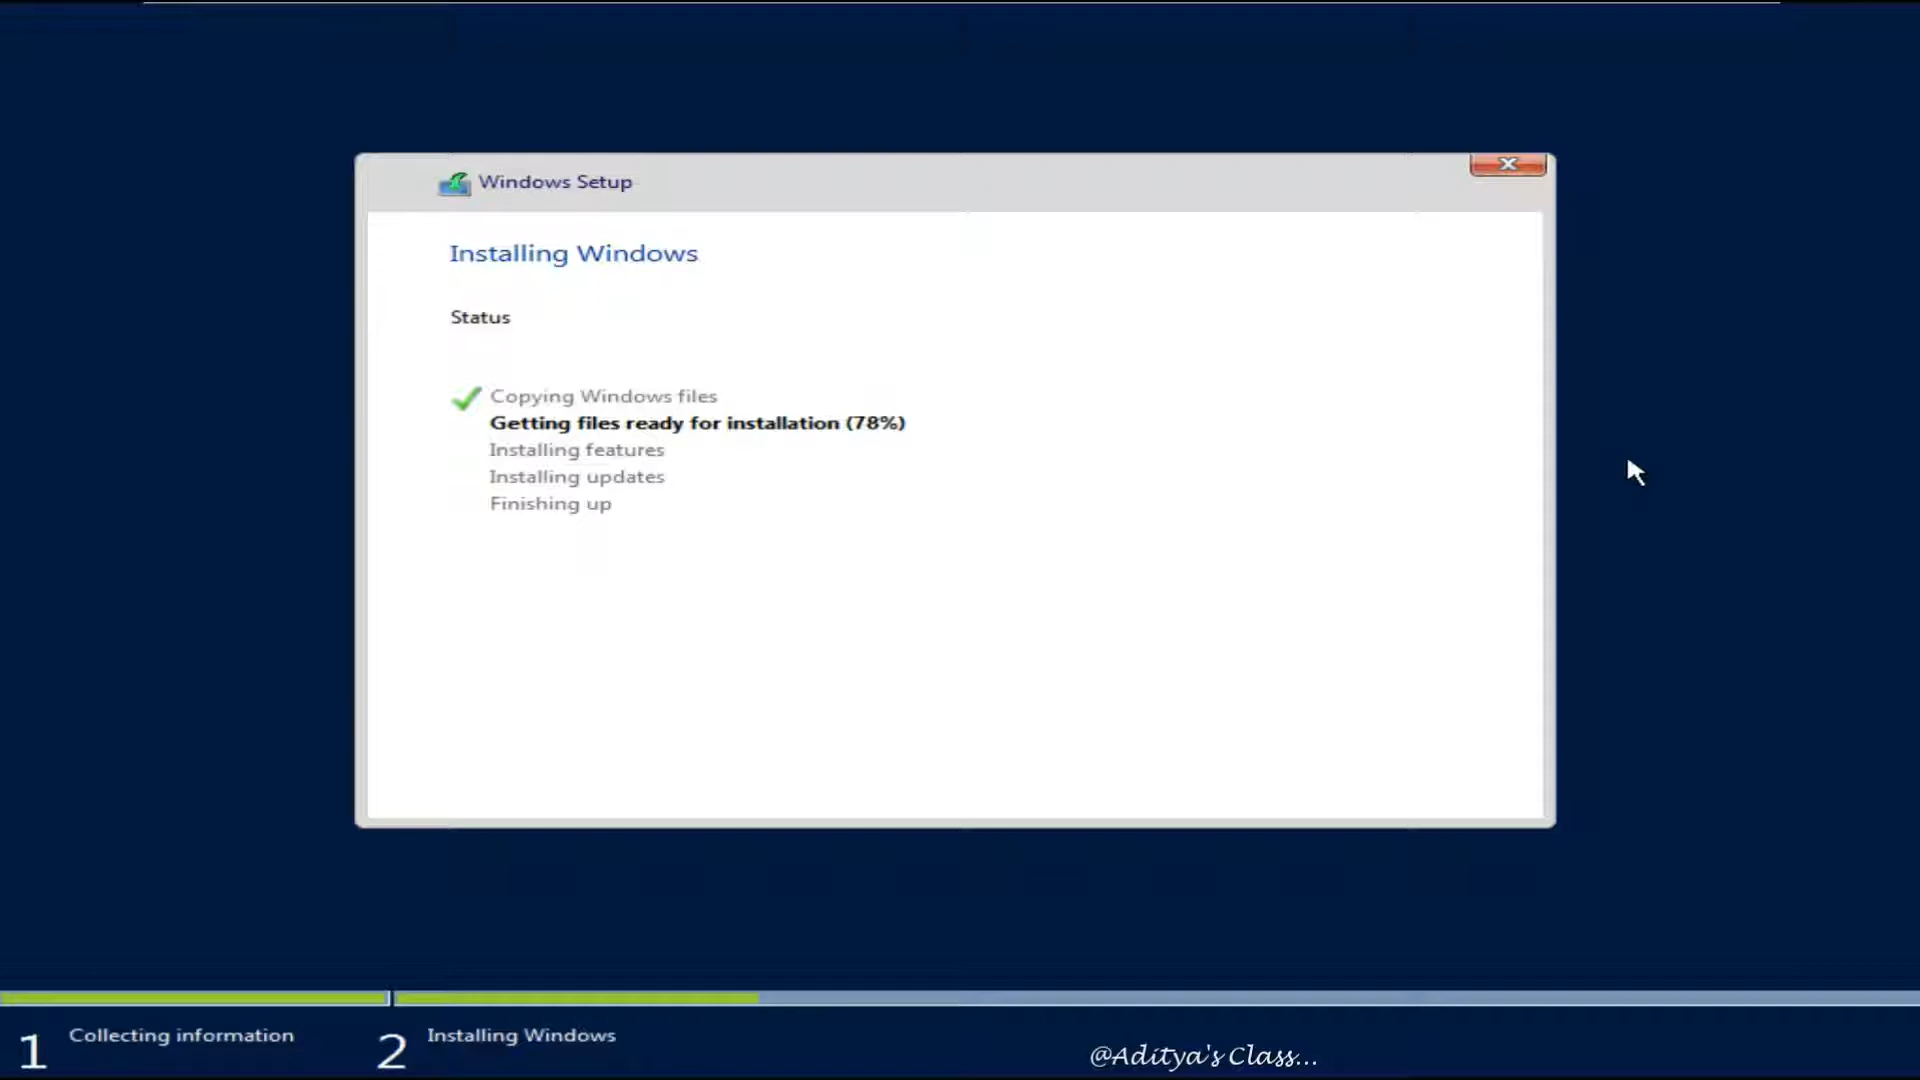 Windows Setup
Installing Windows
Status
Copying Windows files
Getting files ready for installation (78%)
Installing features
Installing updates
Finishing up
1 Collecting information
2 Installing Windows
@Aditya's Class...